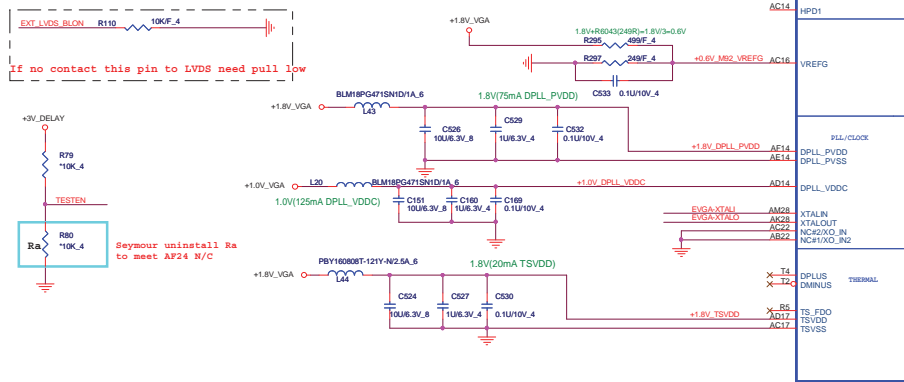 EXT_LVDS_BLON
R110
10K/F_4
If no contact this pin to LVDS need pull low
+3V_DELAY
R79
*10K_4
TESTEN
Ra
R80
*10K_4
Seymour uninstall Ra
to meet AF24 N/C
+1.8V_VGA
1.8V+R6043(249R)=1.8V/3=0.6V
R295
499/F_4
R297
249/F_4
+0.6V_M92_VREFG
C533
0.1U/10V_4
AC14
HPD1
AC16
VREFG
BLM18PG471SN1D/1A_6
1.8V(75mA DPLL_PVDD)
+1.8V_VGA
L43
C526
10U/6.3V_8
C529
1U/6.3V_4
C532
0.1U/10V_4
+1.8V_DPLL_PVDD
PLL/CLOCK
AF14
DPLL_PVDD
AE14
DPLL_PVSS
+1.0V_VGA
L20
BLM18PG471SN1D/1A_6
1.0V(125mA DPLL_VDDC)
C151
10U/6.3V_8
C160
1U/6.3V_4
C169
0.1U/10V_4
+1.0V_DPLL_VDDC
AD14
DPLL_VDDC
EVGA-XTALI
AM28
XTALIN
EVGA-XTALO
AK28
XTALOUT
AC22
NC#2/XO_IN
AB22
NC#1/XO_IN2
PBY160808T-121Y-N/2.5A_6
1.8V(20mA TSVDD)
+1.8V_VGA
L44
C524
10U/6.3V_8
C527
1U/6.3V_4
C530
0.1U/10V_4
+1.8V_TSVDD
THERMAL
T4
DPLUS
T2
DMINUS
R5
TS_FDO
AD17
TSVDD
AC17
TSVSS